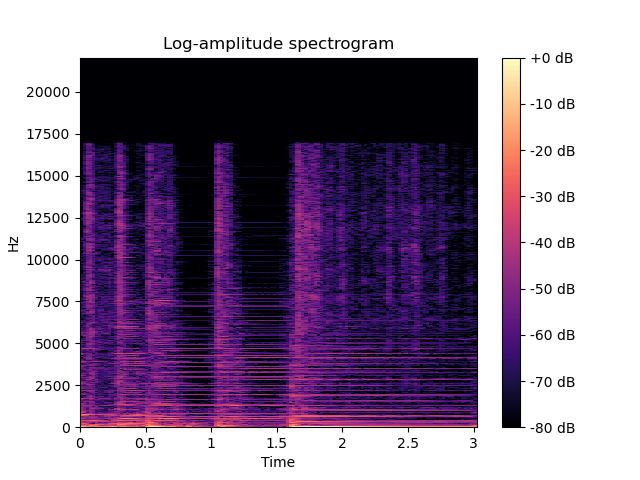 Log-amplitude spectrogram
Hz
20000
17500
15000
12500
10000
7500
5000
2500
0
0 0.5 1 1.5 2 2.5 3
Time
+0 dB
-10 dB
-20 dB
-30 dB
-40 dB
-50 dB
-60 dB
-70 dB
-80 dB